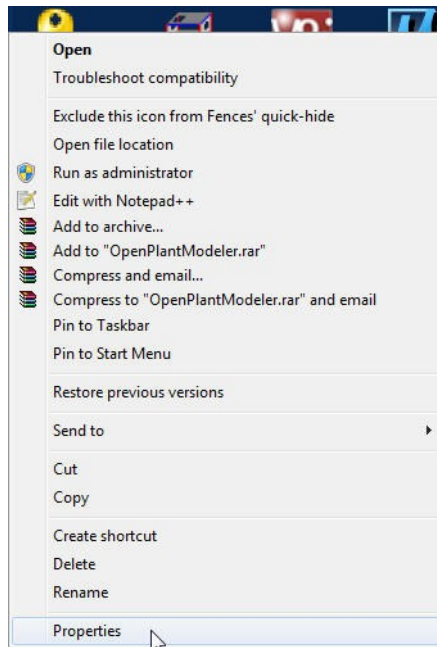 Open
Troubleshoot compatibility
Exclude this icon from Fences' quick-hide
Open file location
Run as administrator
Edit with Notepad++
Add to archive...
Add to "OpenPlantModeler.rar"
Compress and email...
Compress to "OpenPlantModeler.rar" and email
Pin to Taskbar
Pin to Start Menu
Restore previous versions
Send to
Cut
Copy
Create shortcut
Delete
Rename
Properties